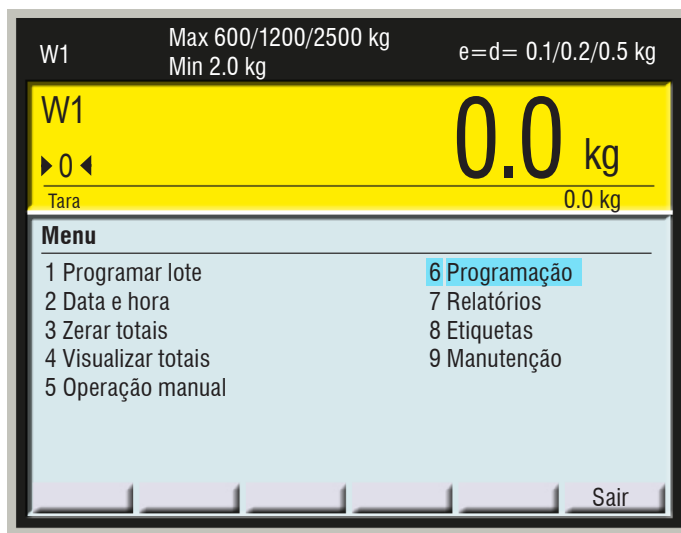 W1
Max 600/1200/2500 kg
Min 2.0 kg
e=d= 0.1/0.2/0.5 kg
W1
0.0 kg
0
Tara
0.0 kg
Menu
1 Programar lote
2 Data e hora
3 Zerar totais
4 Visualizar totais
5 Operação manual
6 Programação
7 Relatórios
8 Etiquetas
9 Manutenção
Sair